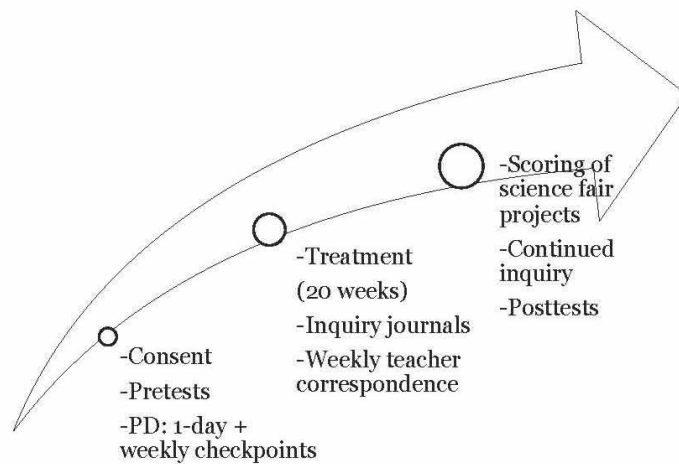 -Consent
-Pretests
-PD: 1-day +
weekly checkpoints
-Treatment
(20 weeks)
-Inquiry journals
-Weekly teacher
correspondence
-Scoring of
science fair
projects
-Continued
inquiry
-Posttests